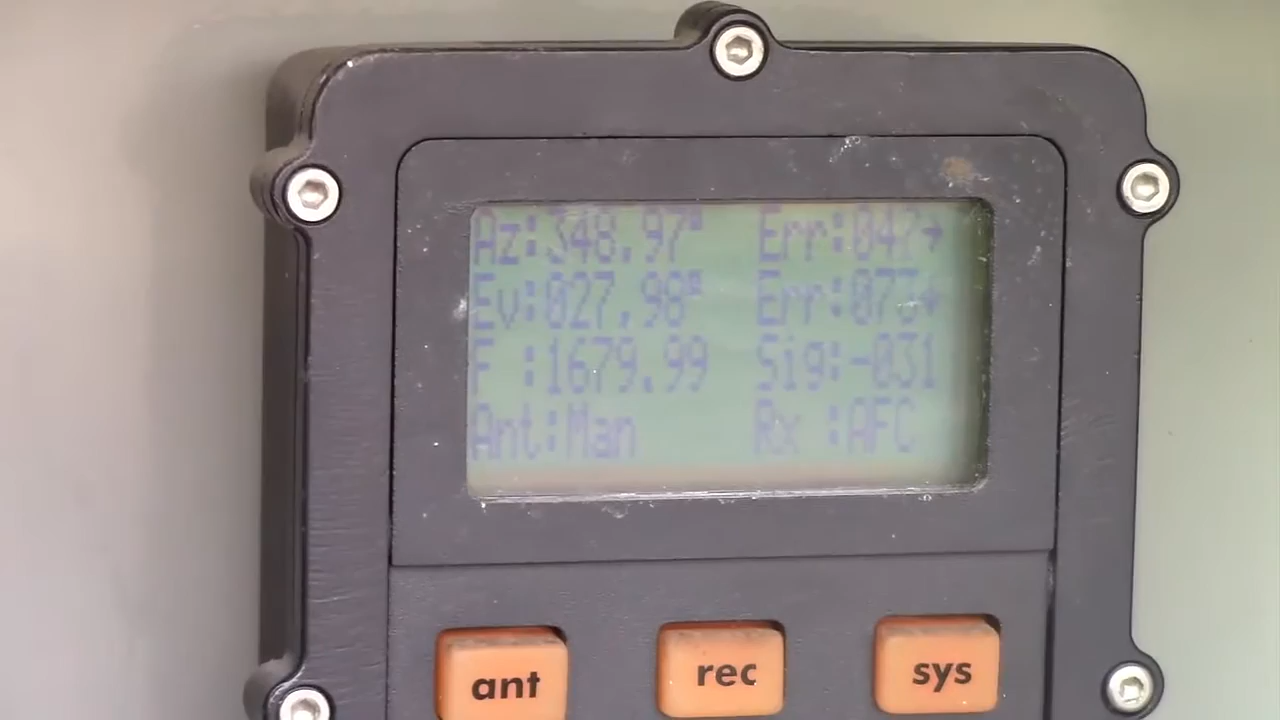 Az:348.97° Err:04?→
Ev:027.98° Err:073↓
F :1679.99 Sig:-031
Ant:Man Rx :AFC
ant rec sys